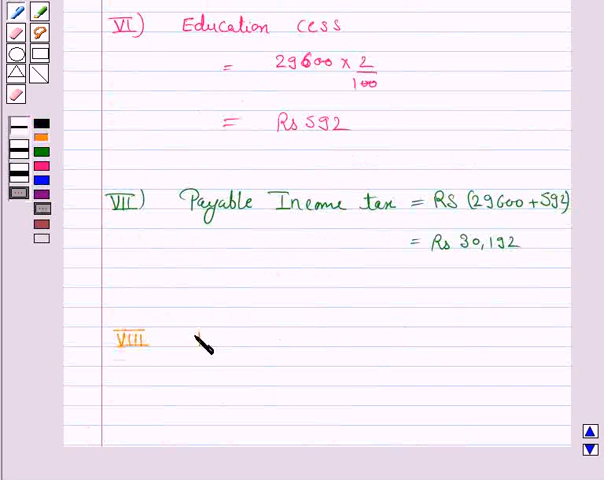 VI) Education cess
= 29600 × 2/100
= Rs 592
VII) Payable Income tax = RS (29600 + 592)
= Rs 30,192
VIII